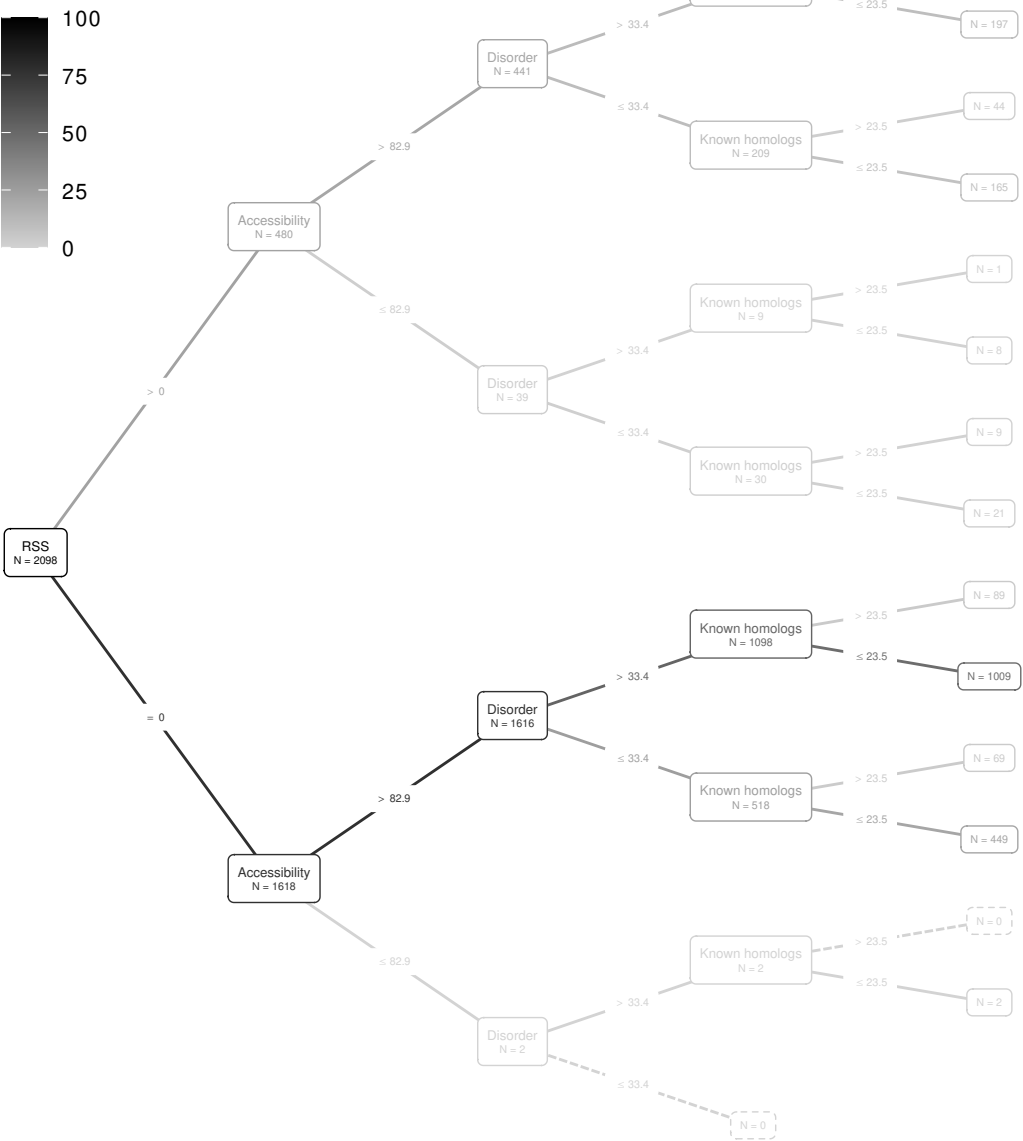 100
75
50
25
0
> 33.4
≤ 23.5
N = 197
Disorder
N = 441
≤ 33.4
Known homologs
N = 209
> 23.5
N = 44
≤ 23.5
N = 165
> 82.9
Accessibility
N = 480
≤ 82.9
Known homologs
N = 9
> 23.5
N = 1
≤ 23.5
N = 8
> 33.4
Disorder
N = 39
≤ 33.4
Known homologs
N = 30
> 23.5
N = 9
≤ 23.5
N = 21
> 0
RSS
N = 2098
= 0
Known homologs
N = 1098
> 23.5
N = 89
≤ 23.5
N = 1009
> 33.4
Disorder
N = 1616
≤ 33.4
Known homologs
N = 518
> 23.5
N = 69
≤ 23.5
N = 449
> 82.9
Accessibility
N = 1618
≤ 82.9
Known homologs
N = 2
> 23.5
N = 0
≤ 23.5
N = 2
> 33.4
Disorder
N = 2
≤ 33.4
N = 0